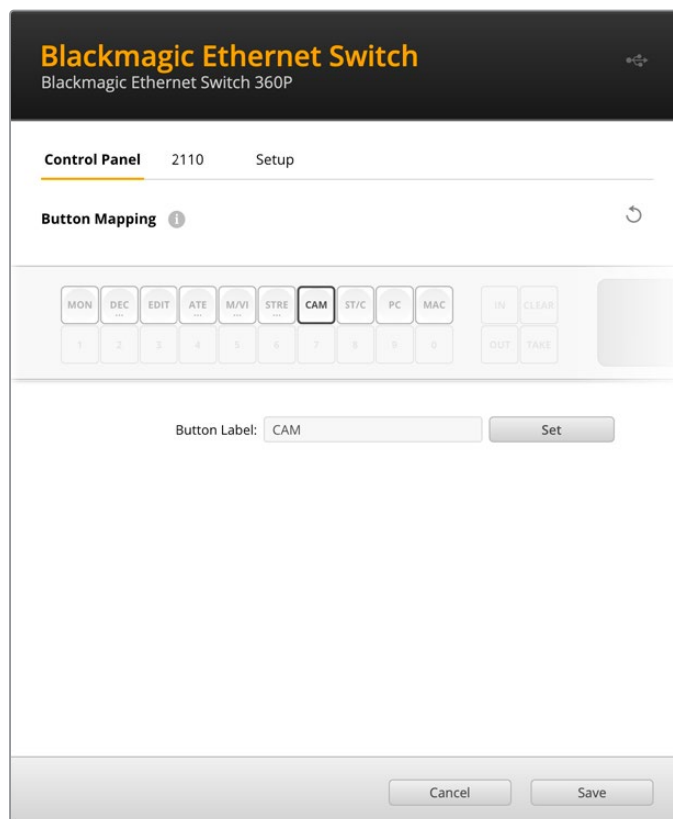 Blackmagic Ethernet Switch
Blackmagic Ethernet Switch 360P
Control Panel 2110 Setup
Button Mapping i
MON DEC ... EDIT ATE ... M/VI ... STRE ... CAM ST/C PC MAC IN CLEAR
1 2 3 4 5 6 7 8 9 0 OUT TAKE
Button Label: CAM Set
Cancel Save